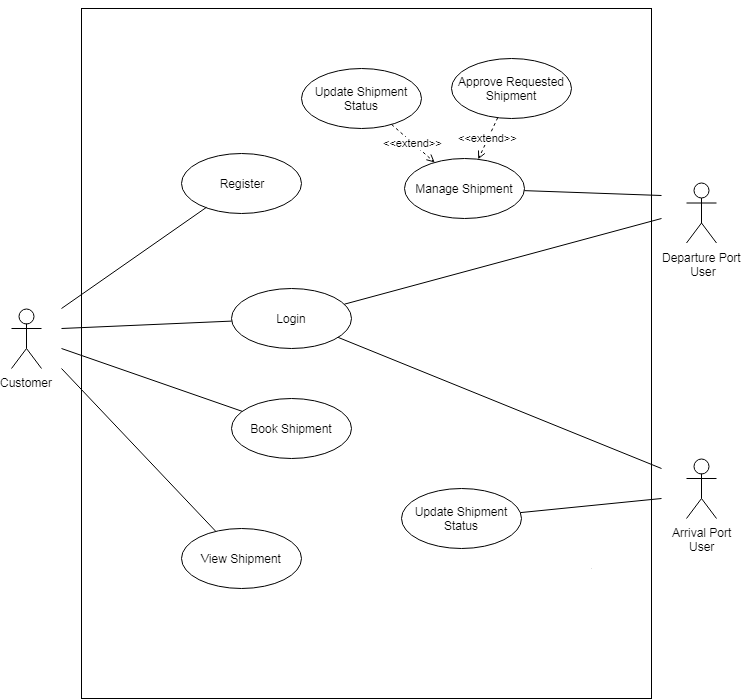 Update Shipment
Status
Approve Requested
Shipment
<<extend>>
<<extend>>
Register
Manage Shipment
Departure Port
User
Login
Customer
Book Shipment
Update Shipment
Status
Arrival Port
User
View Shipment